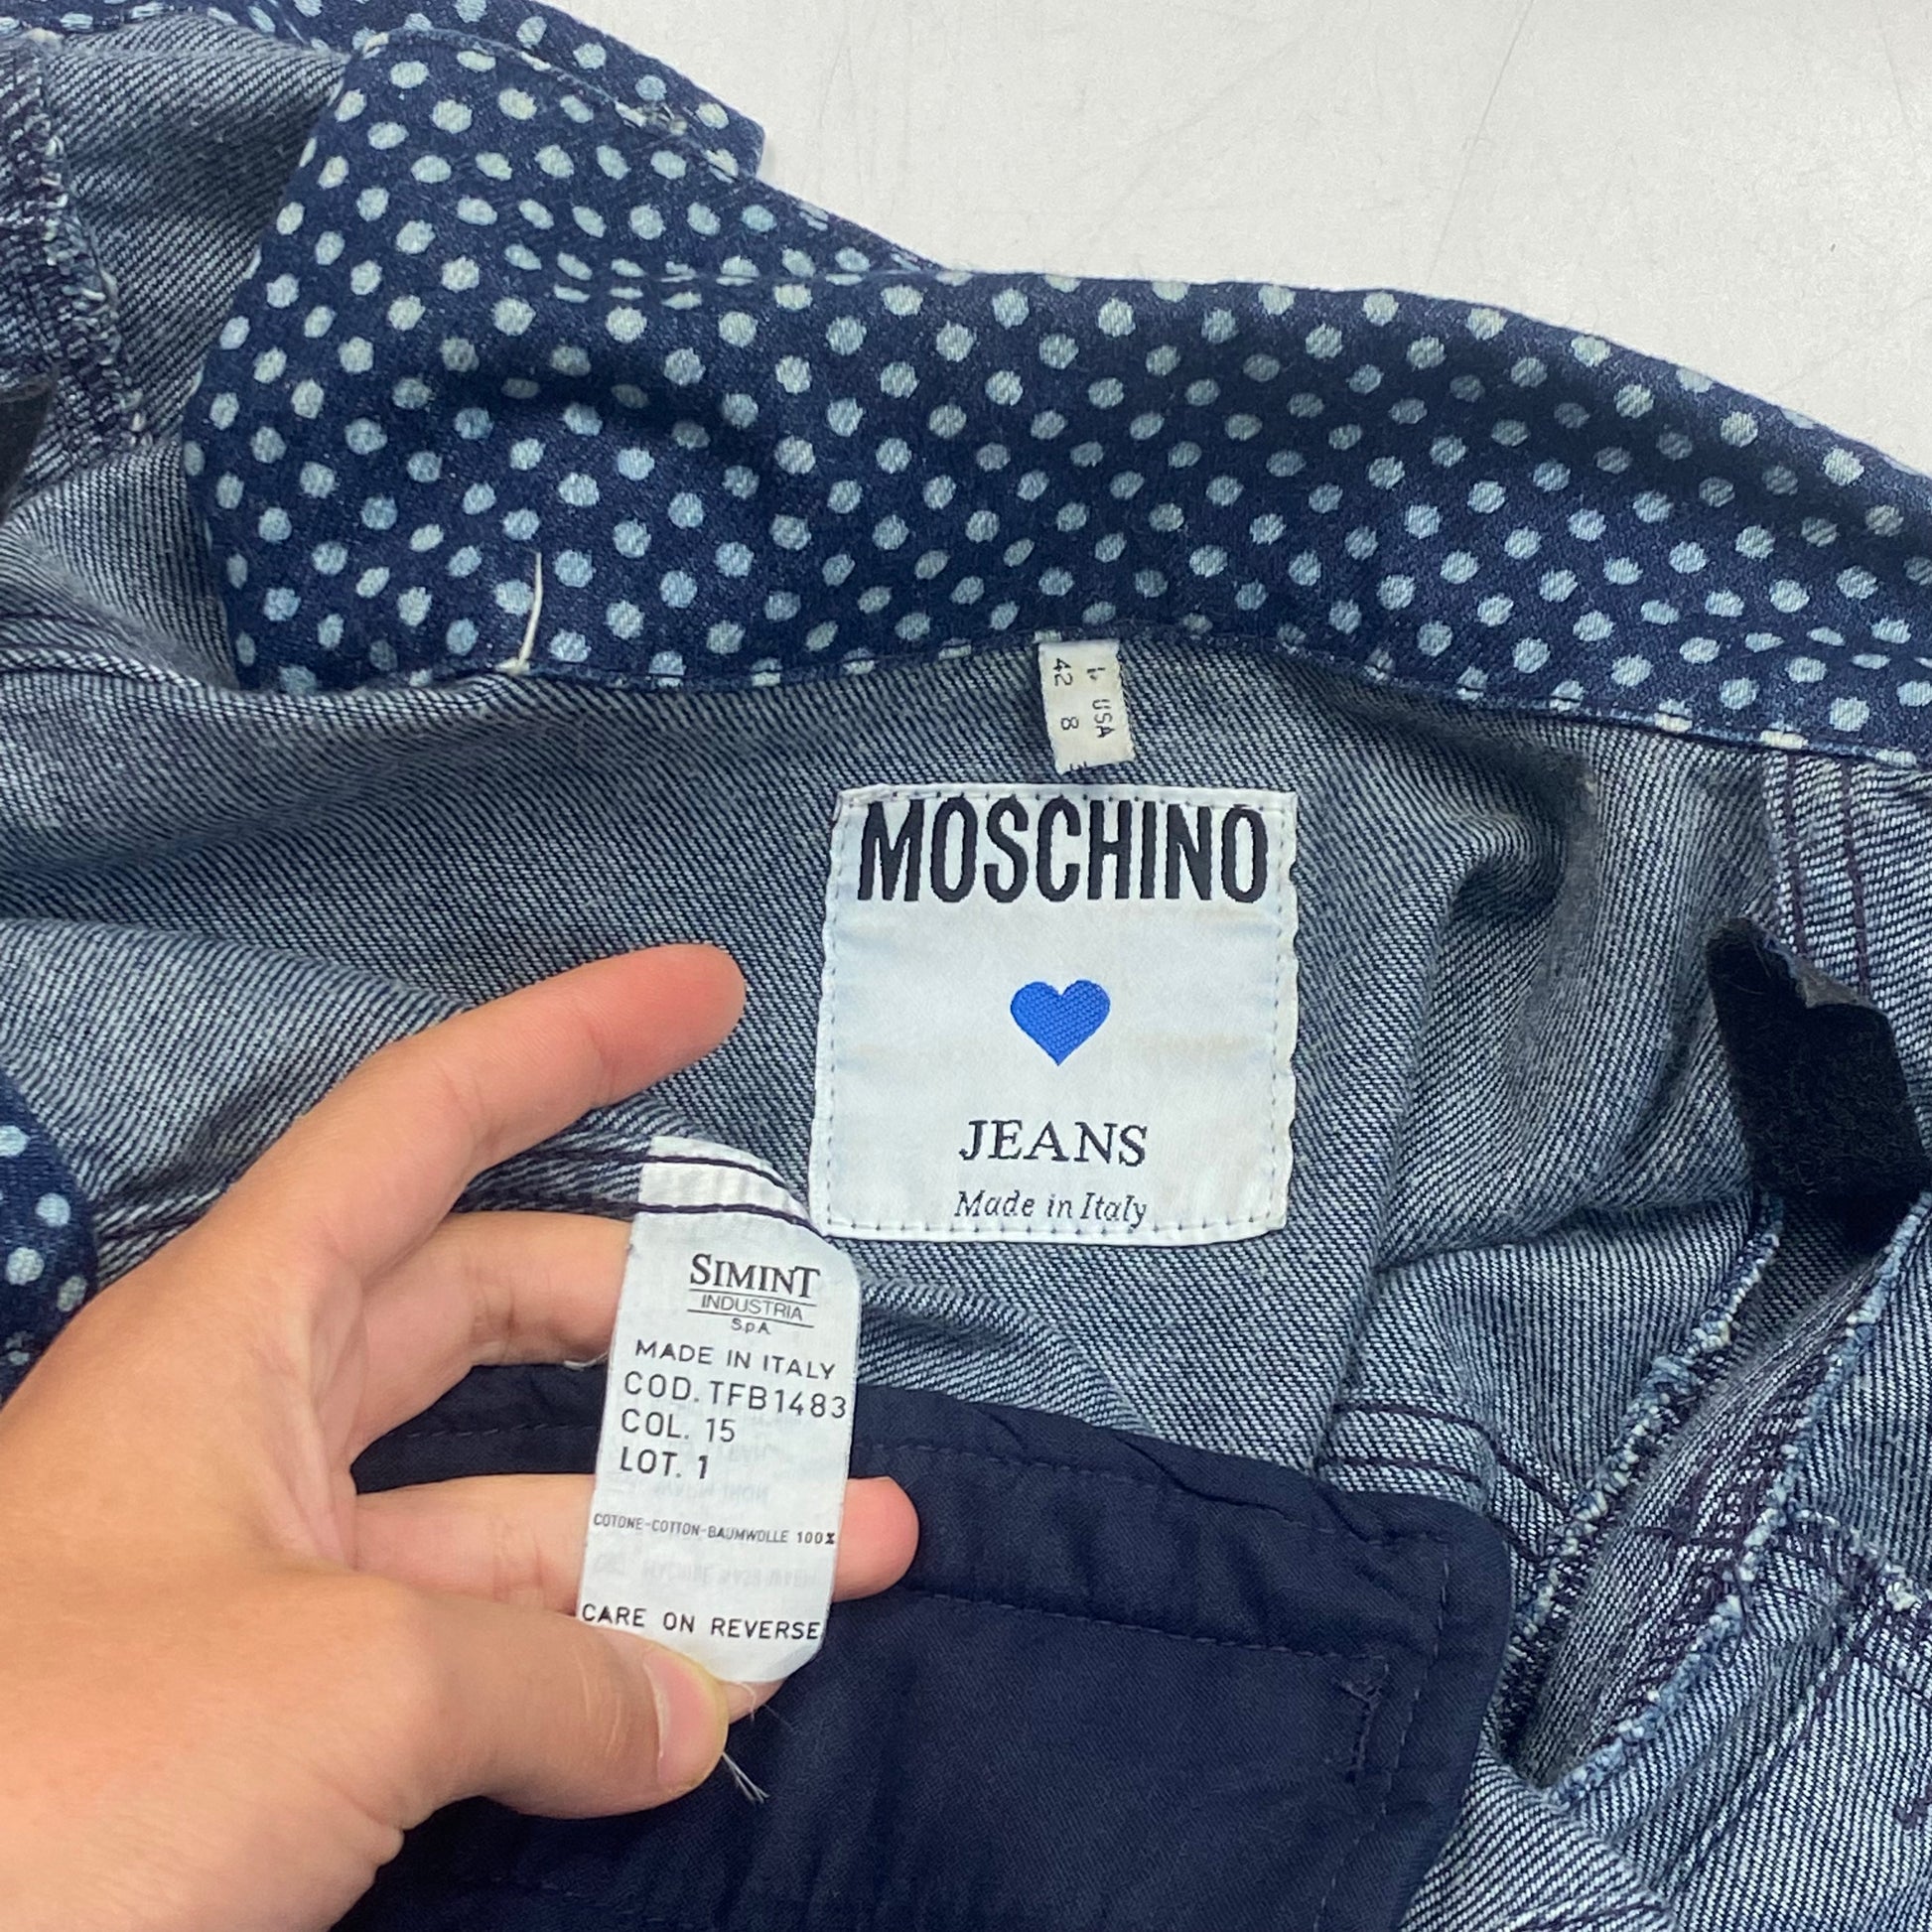 I USA
42 8
MOSCHINO
JEANS
Made in Italy
SIMINT
INDUSTRIA
S.p.A.
MADE IN ITALY
COD. TFB1483
COL. 15
LOT. 1
COTONE-COTTON-BAUMWOLLE 100%
CARE ON REVERSE